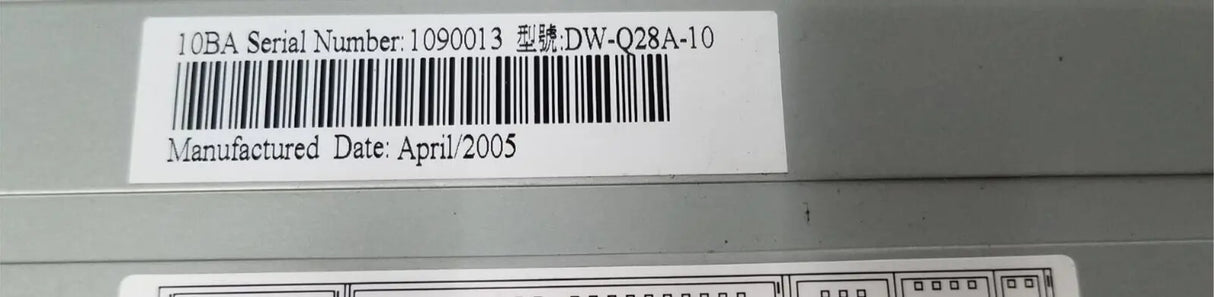 10BA Serial Number: 1090013 型號:DW-Q28A-10
Manufactured Date: April/2005